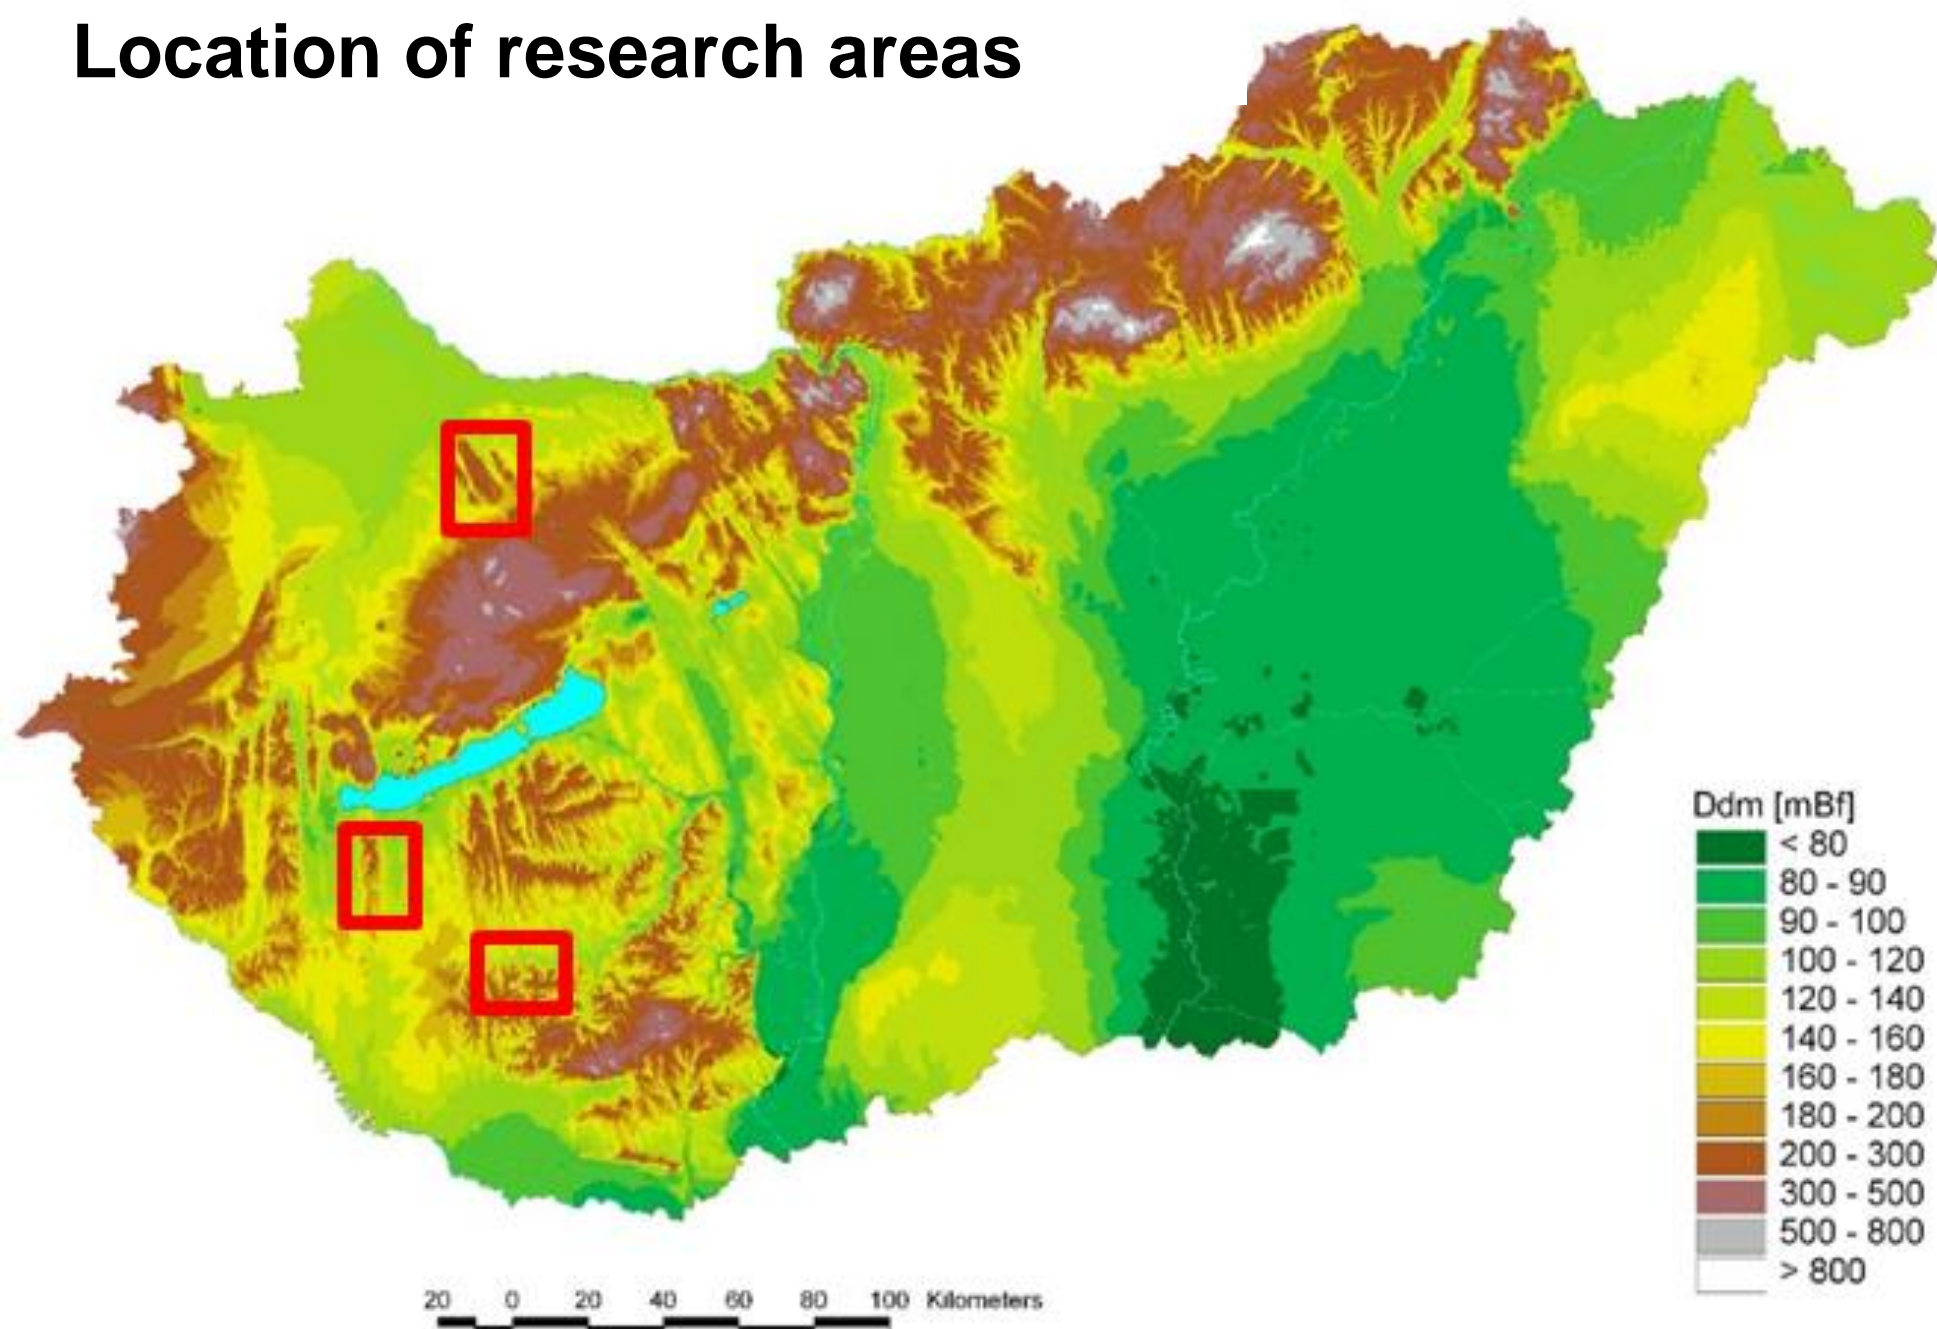 Location of research areas
Ddm [mBf]
< 80
80 - 90
90 - 100
100 - 120
120 - 140
140 - 160
160 - 180
180 - 200
200 - 300
300 - 500
500 - 800
> 800
20 0 20 40 60 80 100 Kilometers